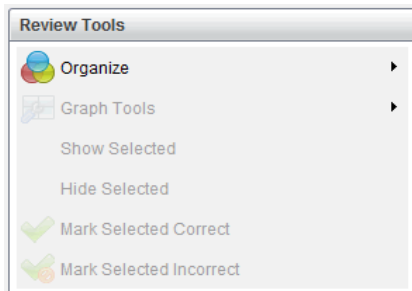 Review Tools
Organize
Graph Tools
Show Selected
Hide Selected
Mark Selected Correct
Mark Selected Incorrect